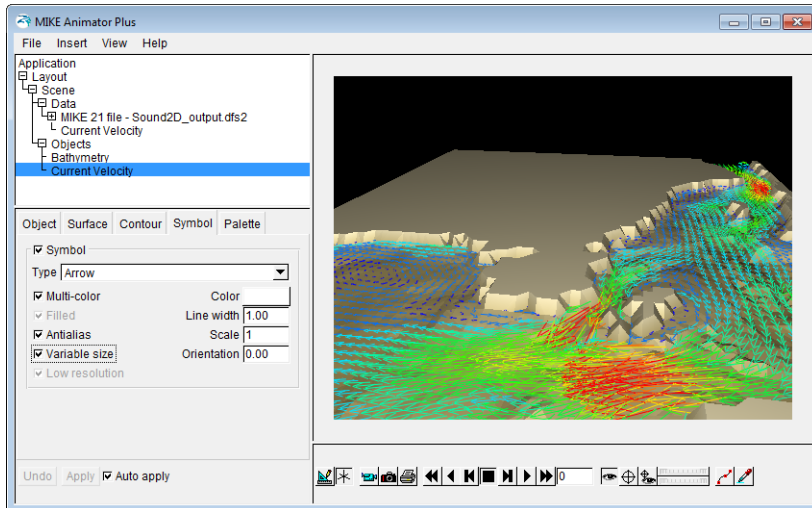 MIKE Animator Plus
File Insert View Help
Application
Layout
Scene
Data
MIKE 21 file - Sound2D_output.dfs2
Current Velocity
Objects
Bathymetry
Current Velocity
Object Surface Contour Symbol Palette
Symbol
Type Arrow
Multi-color Color
Filled Line width 1.00
Antialias Scale 1
Variable size Orientation 0.00
Low resolution
Undo Apply Auto apply 0